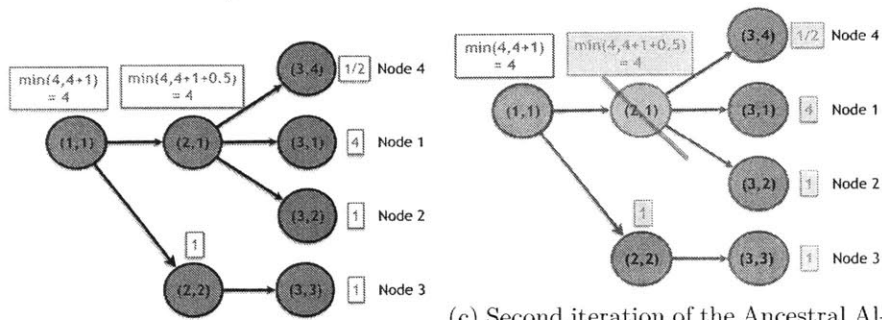 min(4,4+1)
= 4
min(4,4+1+0.5)
= 4
(3,4)
1/2
Node 4
(1,1)
(2,1)
(3,1)
4
Node 1
(3,2)
1
Node 2
1
(2,2)
(3,3)
1
Node 3
min(4,4+1)
= 4
min(4,4+1+0.5)
= 4
(3,4)
1/2
Node 4
(1,1)
(2,1)
(3,1)
4
Node 1
(3,2)
1
Node 2
1
(2,2)
(3,3)
1
Node 3
(c) Second iteration of the Ancestral Al-